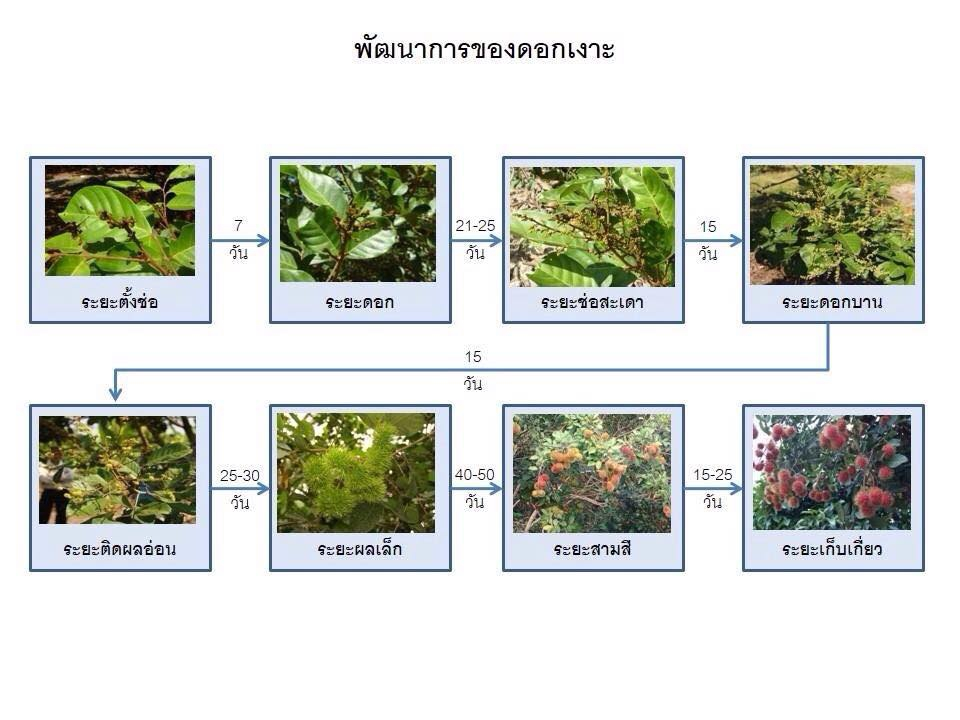 พัฒนาการของดอกเงาะ
7
วัน
21-25
วัน
15
วัน
ระยะตั้งช่อ
ระยะดอก
ระยะช่อสะเดา
ระยะดอกบาน
15
วัน
25-30
วัน
40-50
วัน
15-25
วัน
ระยะติดผลอ่อน
ระยะผลเล็ก
ระยะสามสี
ระยะเก็บเกี่ยว